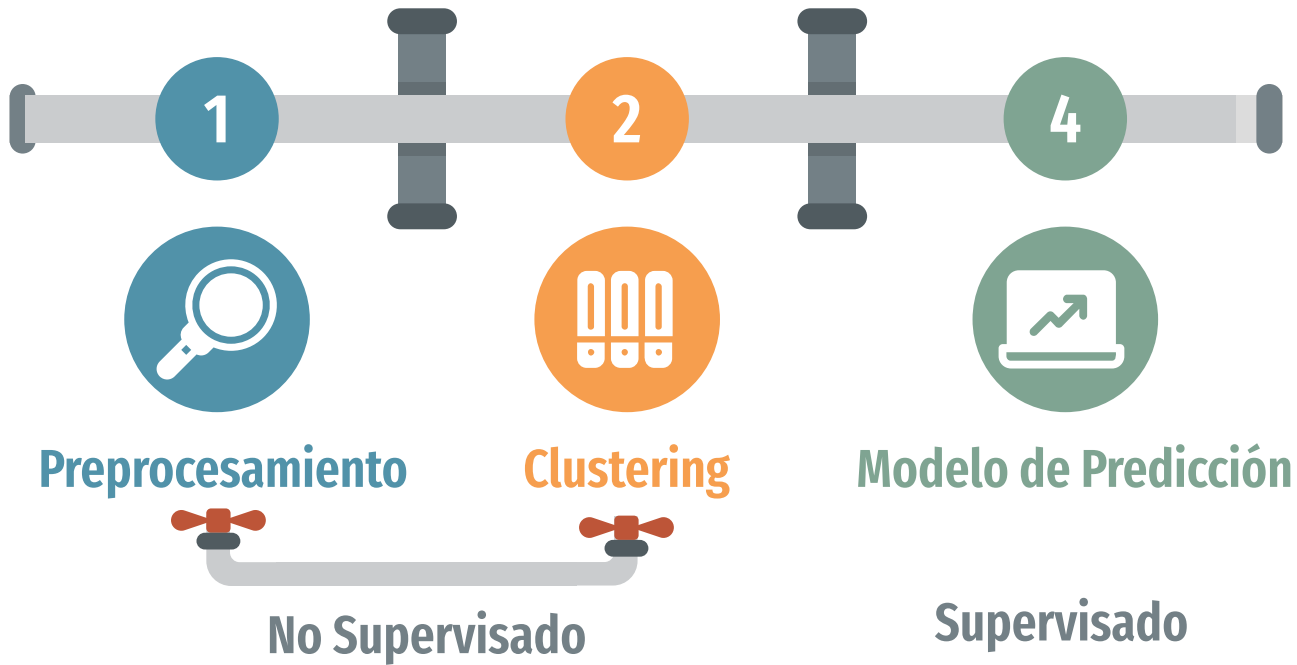 1
2
4
Preprocesamiento
Clustering
Modelo de Predicción
No Supervisado
Supervisado